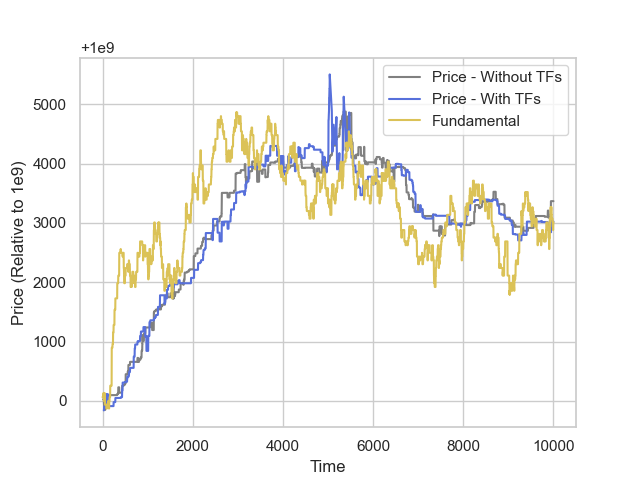 +1e9
Price - Without TFs
Price - With TFs
Fundamental
5000
4000
3000
2000
1000
0
Price (Relative to 1e9)
0 2000 4000 6000 8000 10000
Time